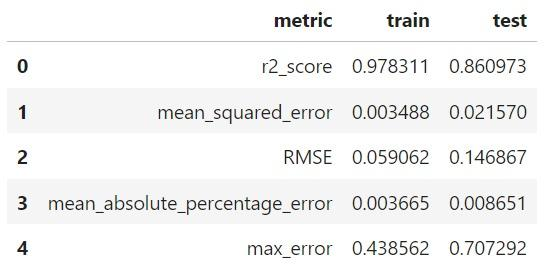 metric train test
0 r2_score 0.978311 0.860973
1 mean_squared_error 0.003488 0.021570
2 RMSE 0.059062 0.146867
3 mean_absolute_percentage_error 0.003665 0.008651
4 max_error 0.438562 0.707292